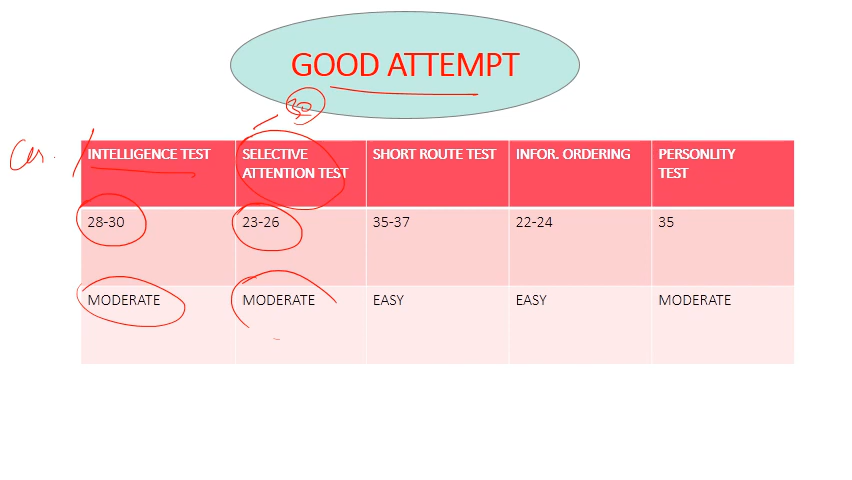 GOOD ATTEMPT
INTELLIGENCE TEST
SELECTIVE
ATTENTION TEST
SHORT ROUTE TEST
INFOR. ORDERING
PERSONLITY
TEST
28-30
23-26
35-37
22-24
35
MODERATE
MODERATE
EASY
EASY
MODERATE